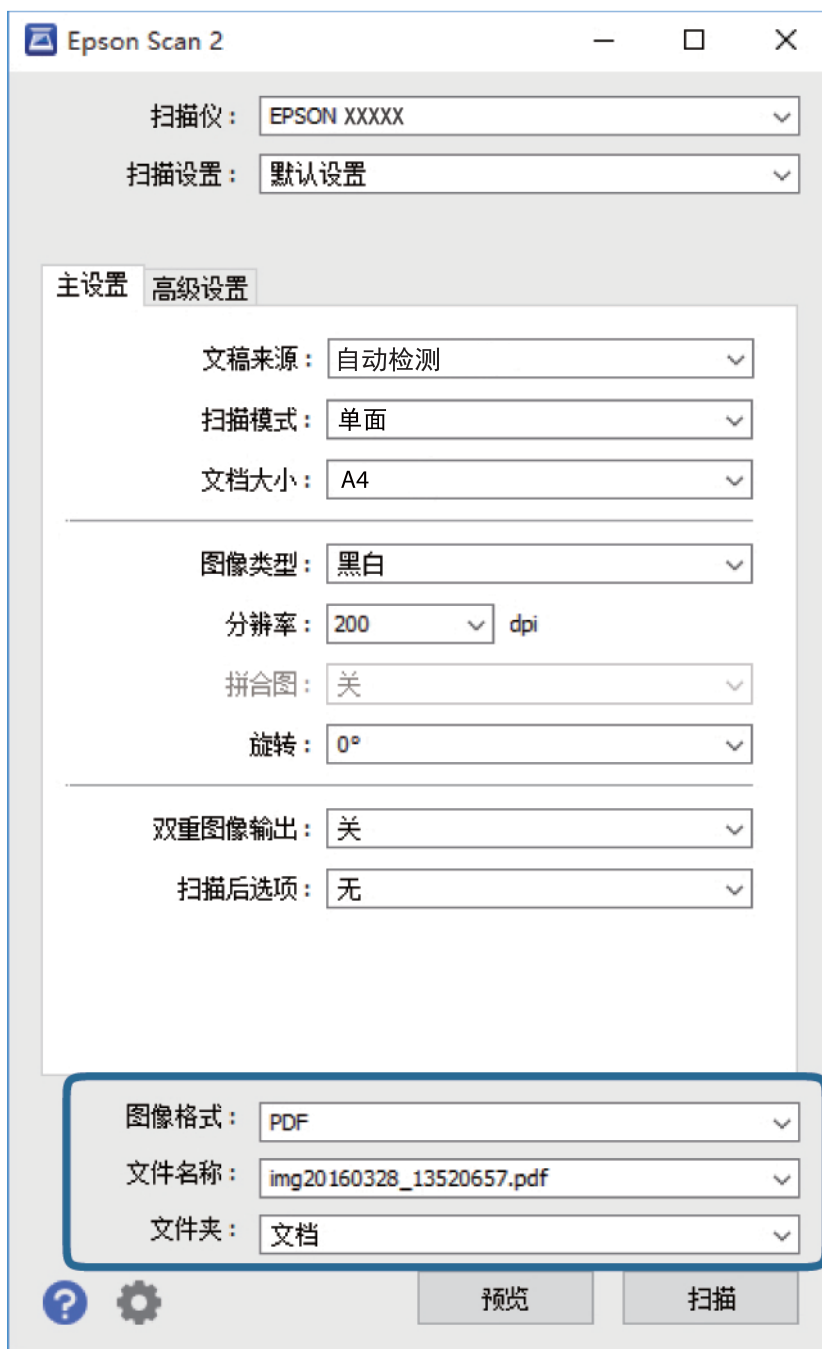 Epson Scan 2
扫描仪： EPSON XXXXX
扫描设置： 默认设置
主设置 高级设置
文稿来源： 自动检测
扫描模式： 单面
文档大小： A4
图像类型： 黑白
分辨率： 200 dpi
拼合图： 关
旋转： 0°
双重图像输出： 关
扫描后选项： 无
图像格式： PDF
文件名称： img20160328_13520657.pdf
文件夹： 文档
? 预览 扫描